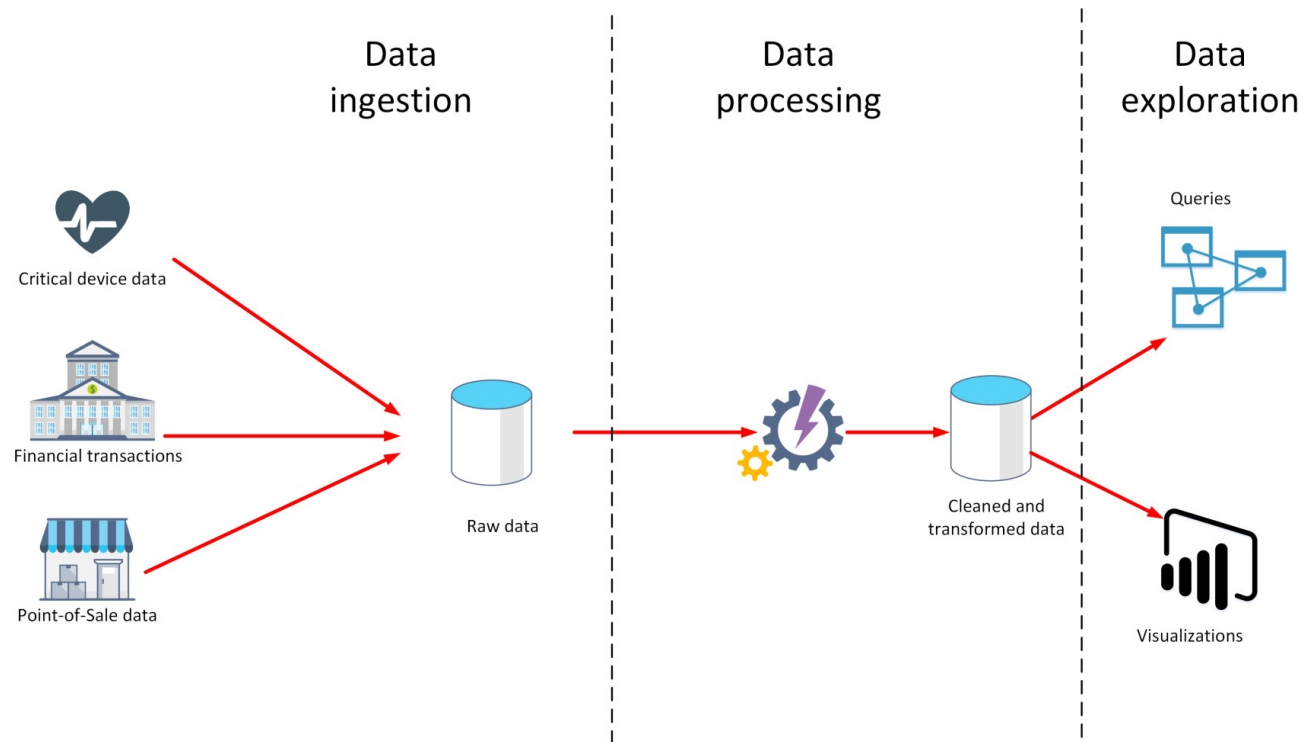 Data
ingestion
Data
processing
Data
exploration
Critical device data
Financial transactions
Point-of-Sale data
Raw data
Cleaned and
transformed data
Queries
Visualizations